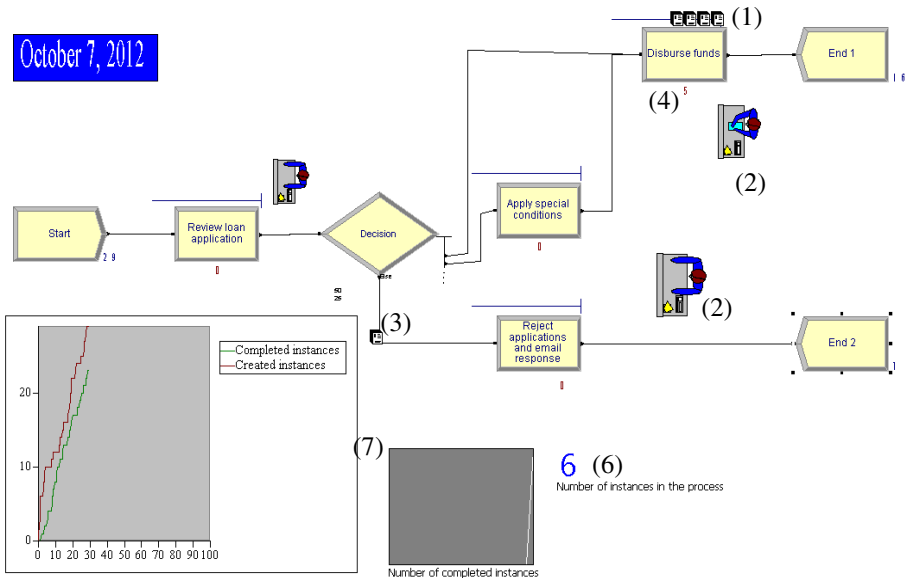 October 7, 2012
(1)
Disburse funds
End 1
1 6
(4)
5
(2)
Start
2 9
Review loan
application
0
Decision
Else
50
25
Apply special
conditions
0
(2)
(3)
Reject
applications
and email
response
0
End 2
1
Completed instances
Created instances
20
10
0
0 10 20 30 40 50 60 70 80 90 100
(7)
Number of completed instances
6 (6)
Number of instances in the process